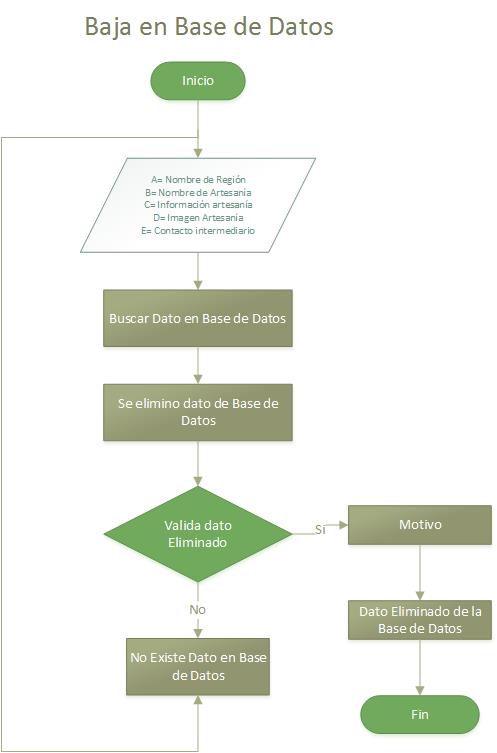 Baja en Base de Datos
Inicio
A= Nombre de Región
B= Nombre de Artesanía
C= Información artesanía
D= Imagen Artesanía
E= Contacto intermediario
Buscar Dato en Base de Datos
Se elimino dato de Base de
Datos
Valida dato
Eliminado
Si
Motivo
No
Dato Eliminado de la
Base de Datos
No Existe Dato en Base
de Datos
Fin